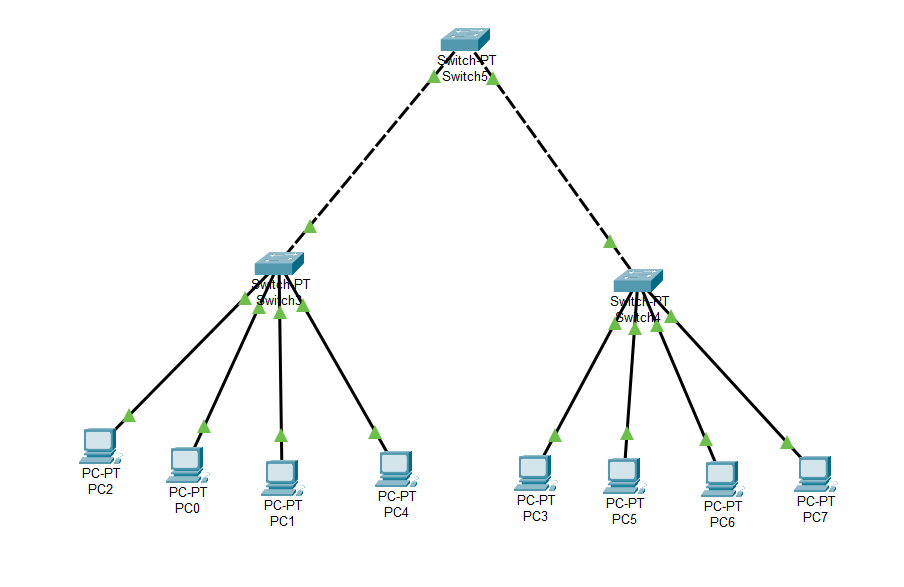 Switch-PT
Switch5
Switch-PT
Switch3
Switch-PT
Switch4
PC-PT
PC2
PC-PT
PC0
PC-PT
PC1
PC-PT
PC4
PC-PT
PC3
PC-PT
PC5
PC-PT
PC6
PC-PT
PC7